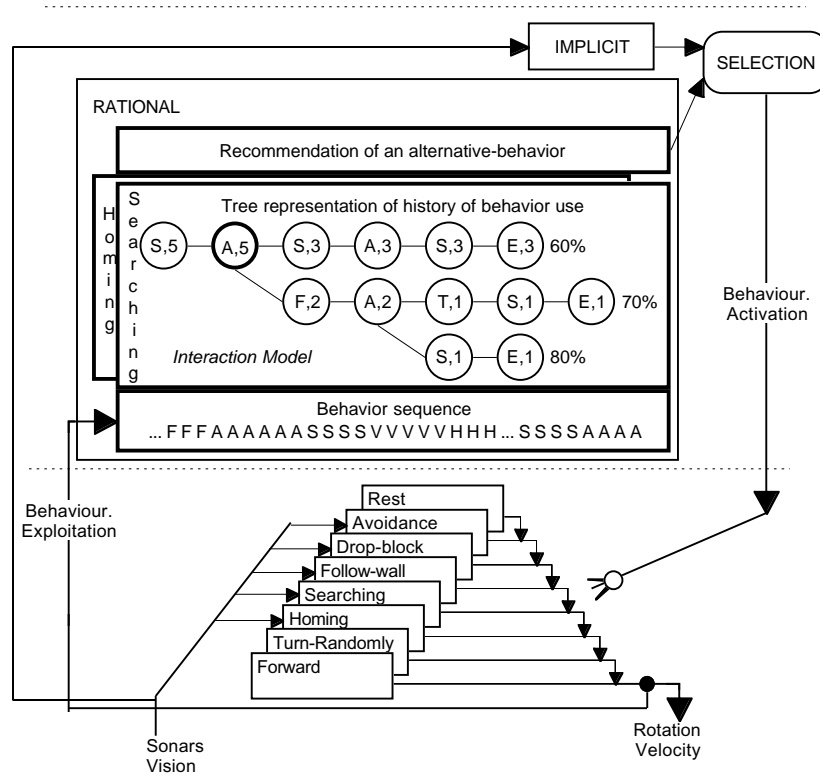 IMPLICIT
SELECTION
RATIONAL
Recommendation of an alternative-behavior
Homing
Searching
Tree representation of history of behavior use
S,5 A,5 S,3 A,3 S,3 E,3 60%
F,2 A,2 T,1 S,1 E,1 70%
S,1 E,1 80%
Interaction Model
Behavior sequence
... F F F A A A A A A S S S S V V V V V H H H ... S S S S A A A A
Behaviour.
Activation
Behaviour.
Exploitation
Rest
Avoidance
Drop-block
Follow-wall
Searching
Homing
Turn-Randomly
Forward
Sonars
Vision
Rotation
Velocity